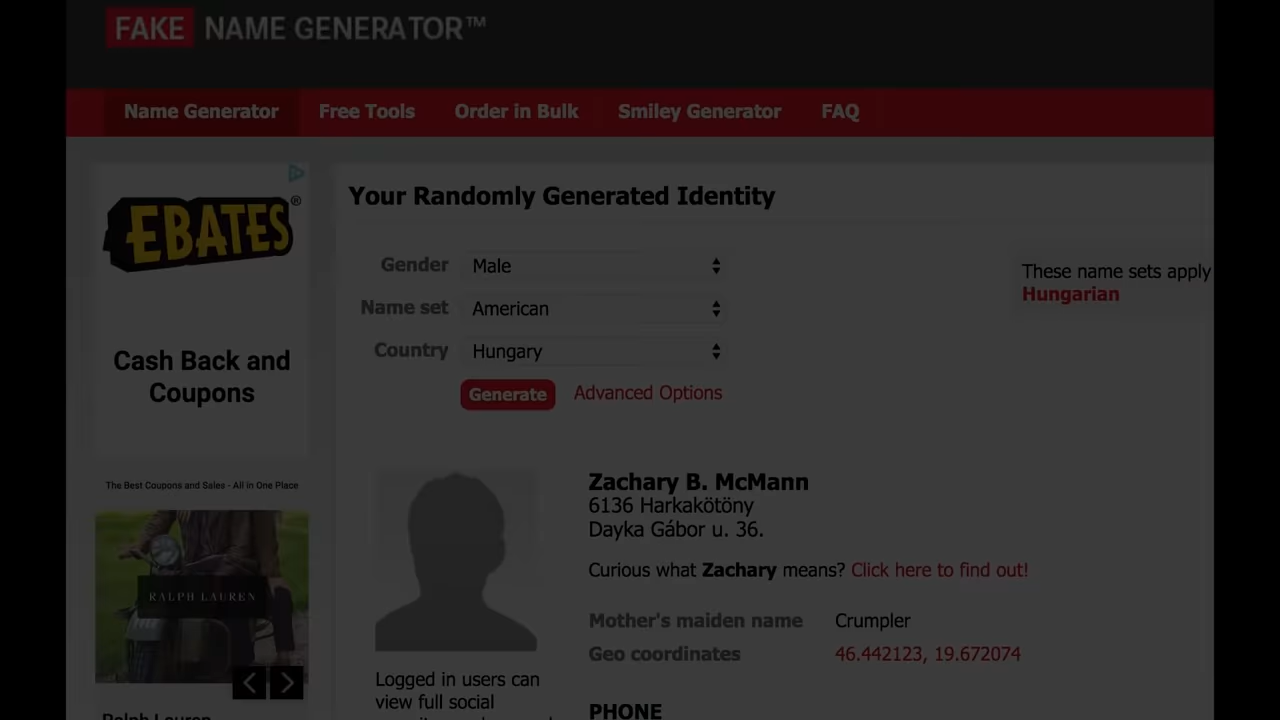 FAKE NAME GENERATOR™
Name Generator Free Tools Order in Bulk Smiley Generator FAQ
EBATES®
Cash Back and
Coupons
The Best Coupons and Sales - All in One Place
RALPH LAUREN
Ralph Lauren
Your Randomly Generated Identity
Gender Male
Name set American
Country Hungary
Generate Advanced Options
These name sets apply
Hungarian
Zachary B. McMann
6136 Harkakötöny
Dayka Gábor u. 36.
Curious what Zachary means? Click here to find out!
Mother's maiden name Crumpler
Geo coordinates 46.442123, 19.672074
Logged in users can
view full social
PHONE